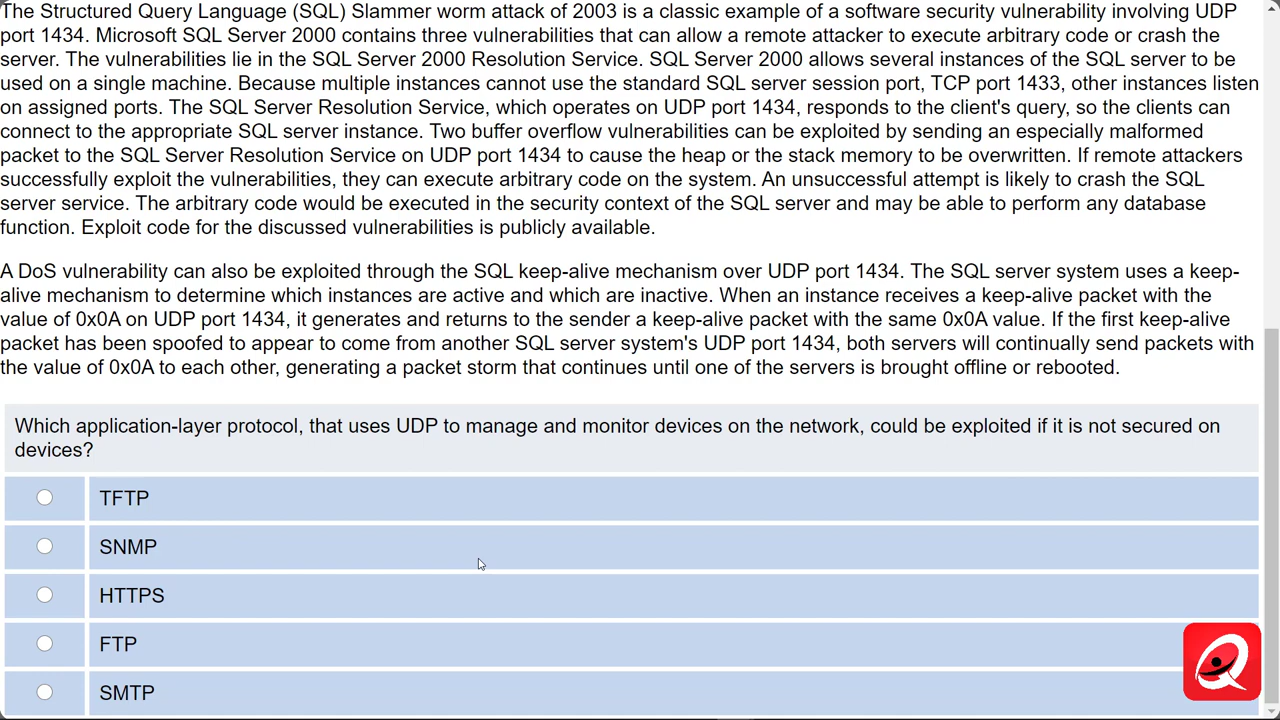 The Structured Query Language (SQL) Slammer worm attack of 2003 is a classic example of a software security vulnerability involving UDP
port 1434. Microsoft SQL Server 2000 contains three vulnerabilities that can allow a remote attacker to execute arbitrary code or crash the
server. The vulnerabilities lie in the SQL Server 2000 Resolution Service. SQL Server 2000 allows several instances of the SQL server to be
used on a single machine. Because multiple instances cannot use the standard SQL server session port, TCP port 1433, other instances listen
on assigned ports. The SQL Server Resolution Service, which operates on UDP port 1434, responds to the client's query, so the clients can
connect to the appropriate SQL server instance. Two buffer overflow vulnerabilities can be exploited by sending an especially malformed
packet to the SQL Server Resolution Service on UDP port 1434 to cause the heap or the stack memory to be overwritten. If remote attackers
successfully exploit the vulnerabilities, they can execute arbitrary code on the system. An unsuccessful attempt is likely to crash the SQL
server service. The arbitrary code would be executed in the security context of the SQL server and may be able to perform any database
function. Exploit code for the discussed vulnerabilities is publicly available.
A DoS vulnerability can also be exploited through the SQL keep-alive mechanism over UDP port 1434. The SQL server system uses a keep-
alive mechanism to determine which instances are active and which are inactive. When an instance receives a keep-alive packet with the
value of 0x0A on UDP port 1434, it generates and returns to the sender a keep-alive packet with the same 0x0A value. If the first keep-alive
packet has been spoofed to appear to come from another SQL server system's UDP port 1434, both servers will continually send packets with
the value of 0x0A to each other, generating a packet storm that continues until one of the servers is brought offline or rebooted.
Which application-layer protocol, that uses UDP to manage and monitor devices on the network, could be exploited if it is not secured on
devices?
TFTP
SNMP
HTTPS
FTP
SMTP